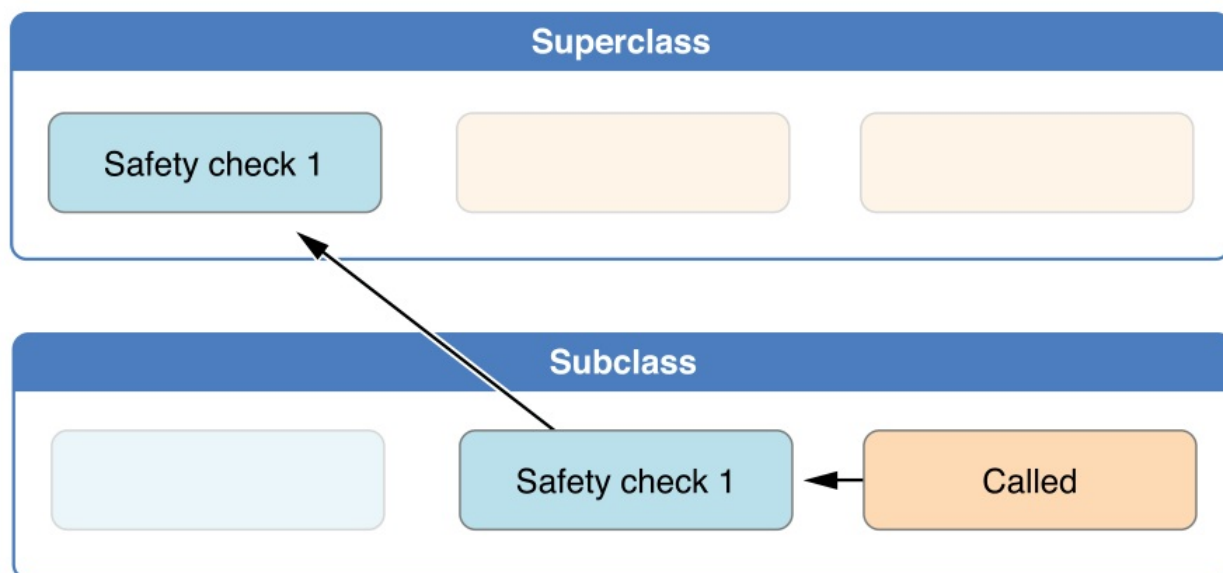 Superclass
Safety check 1
Subclass
Safety check 1
Called